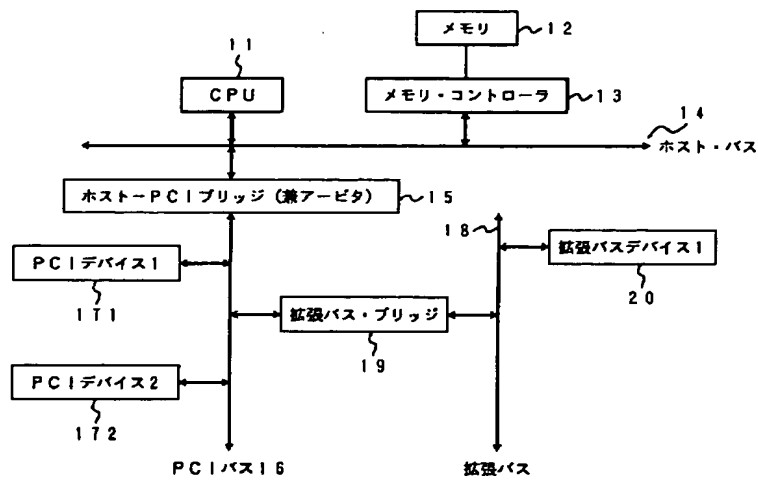 メモリ
12
11
CPU
メモリ・コントローラ
13
14
ホスト・バス
ホスト−PCIブリッジ (兼アービタ)
15
18
拡張バスデバイス1
20
PCIデバイス1
171
拡張バス・ブリッジ
19
PCIデバイス2
172
PCIバス16
拡張バス